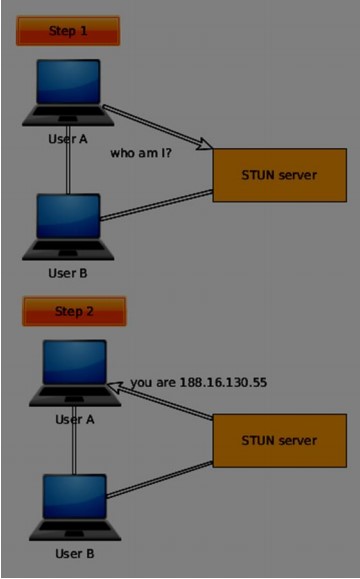 Step 1
User A
who am I?
STUN server
User B
Step 2
you are 188.16.130.55
User A
STUN server
User B